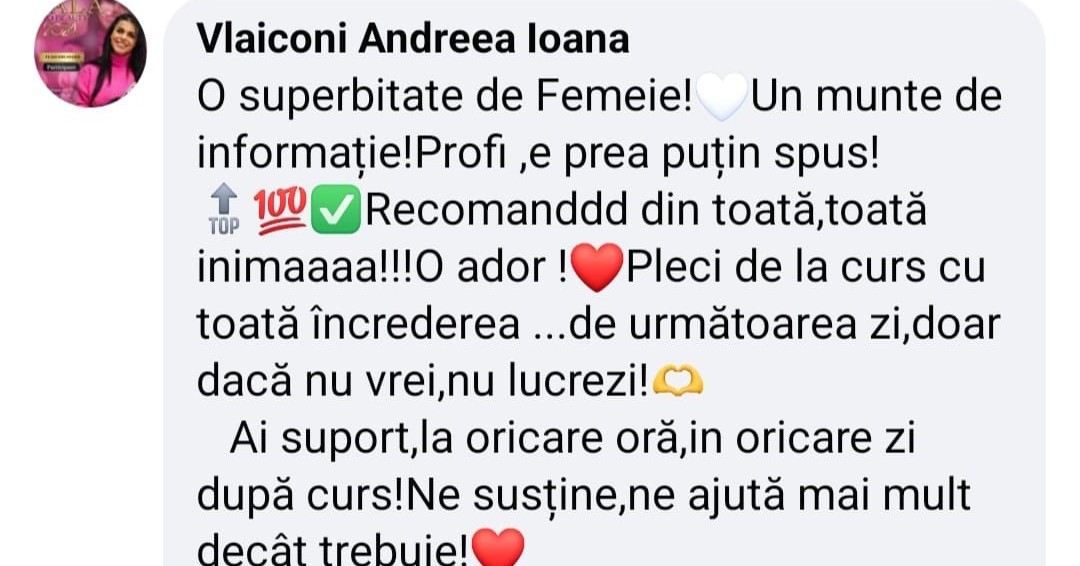 Vlaiconi Andreea Ioana
O superbitate de Femeie!🤍Un munte de
informație!Profi ,e prea puțin spus!
🔝💯✅Recomanddd din toată,toată
inimaaaa!!!O ador !❤️Pleci de la curs cu
toată încrederea ...de următoarea zi,doar
dacă nu vrei,nu lucrezi!🫶
Ai suport,la oricare oră,in oricare zi
după curs!Ne susține,ne ajută mai mult
decât trebuie!❤️